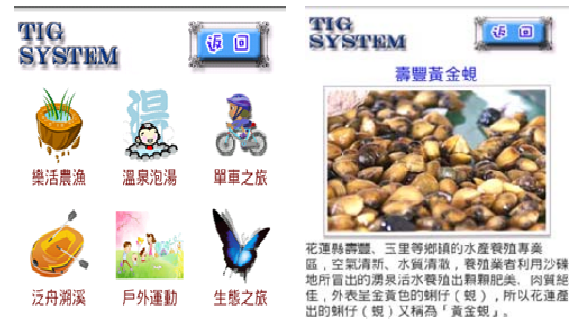 TIG
SYSTEM
返回
樂活農漁
溫泉泡湯
單車之旅
泛舟溯溪
戶外運動
生態之旅
TIG
SYSTEM
返回
壽豐黃金蜆
花蓮縣壽豐、玉里等鄉鎮的水產養殖專業
區，空氣清新、水質清澈，養殖業者利用沙礫
地所冒出的湧泉活水養殖出顆顆肥美、肉質絕
佳，外表呈金黃色的蜊仔（蜆），所以花蓮產
出的蜊仔（蜆）又稱為「黃金蜆」。